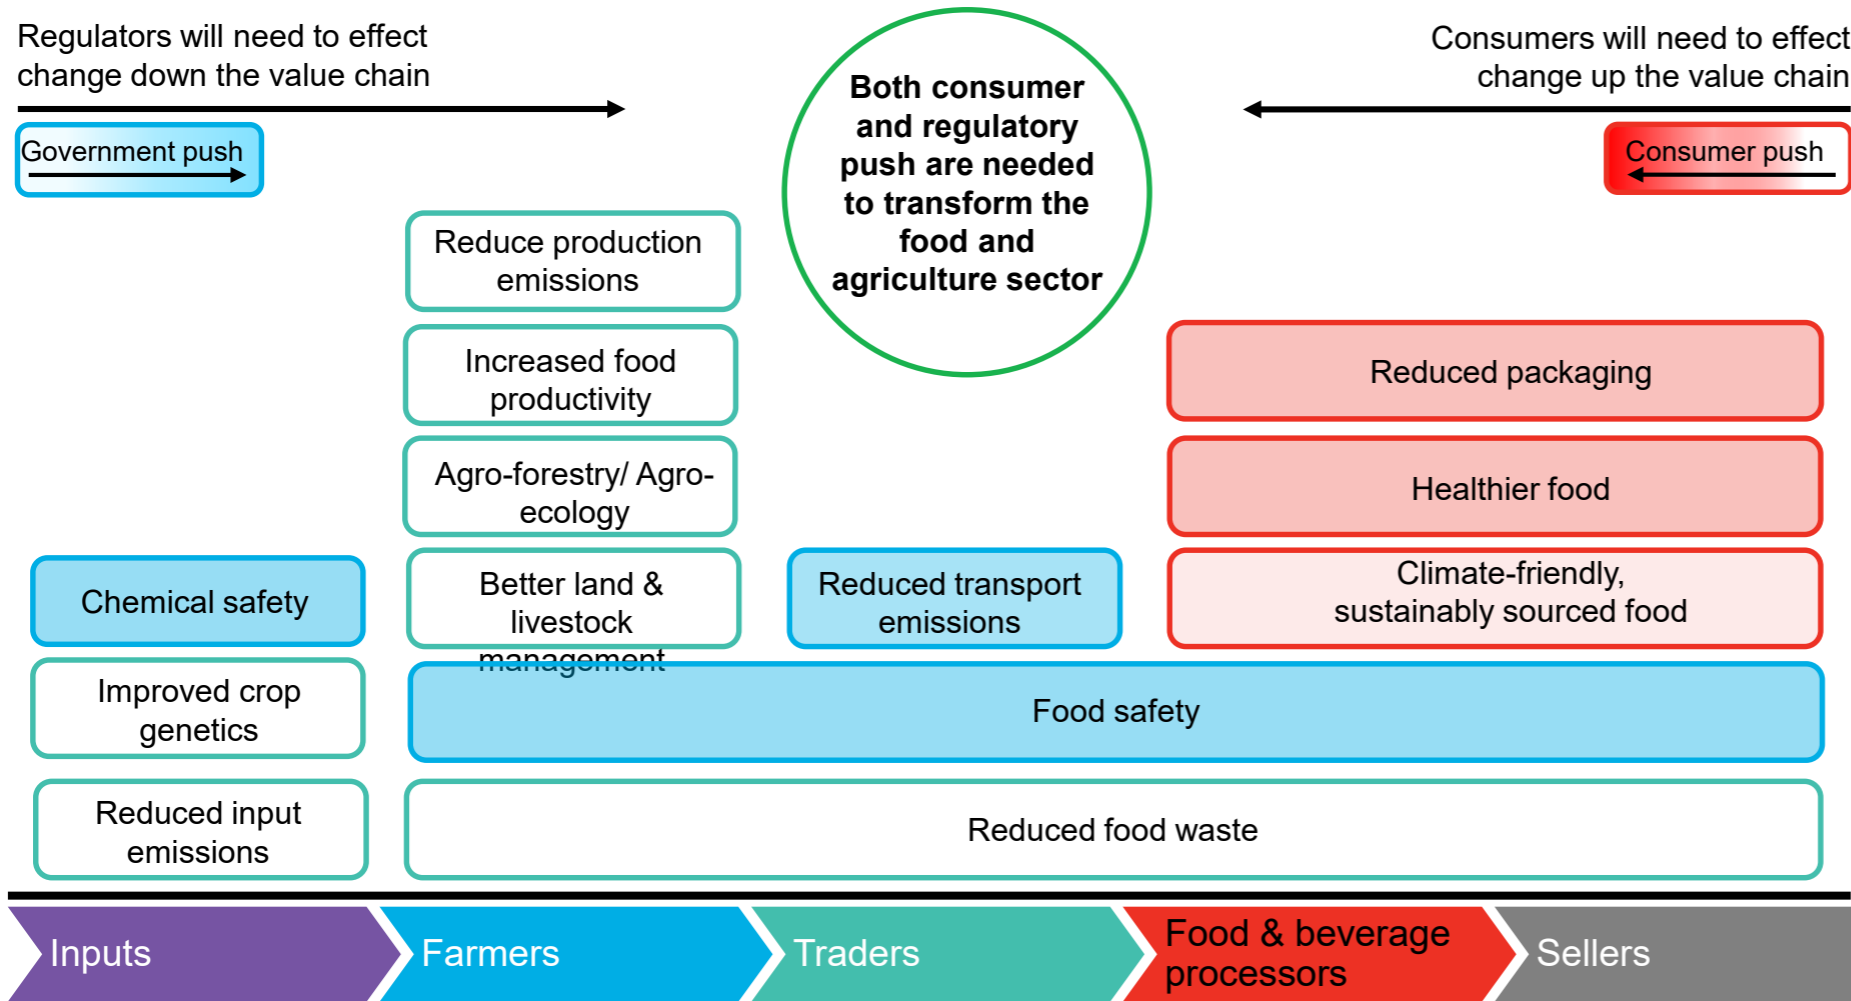 Regulators will need to effect
change down the value chain
Government push
Both consumer
and regulatory
push are needed
to transform the
food and
agriculture sector
Consumers will need to effect
change up the value chain
Consumer push
Reduce production
emissions
Increased food
productivity
Agro-forestry/ Agro-
ecology
Better land &
livestock
management
Chemical safety
Improved crop
genetics
Reduced input
emissions
Reduced transport
emissions
Reduced packaging
Healthier food
Climate-friendly,
sustainably sourced food
Food safety
Reduced food waste
Inputs
Farmers
Traders
Food & beverage
processors
Sellers